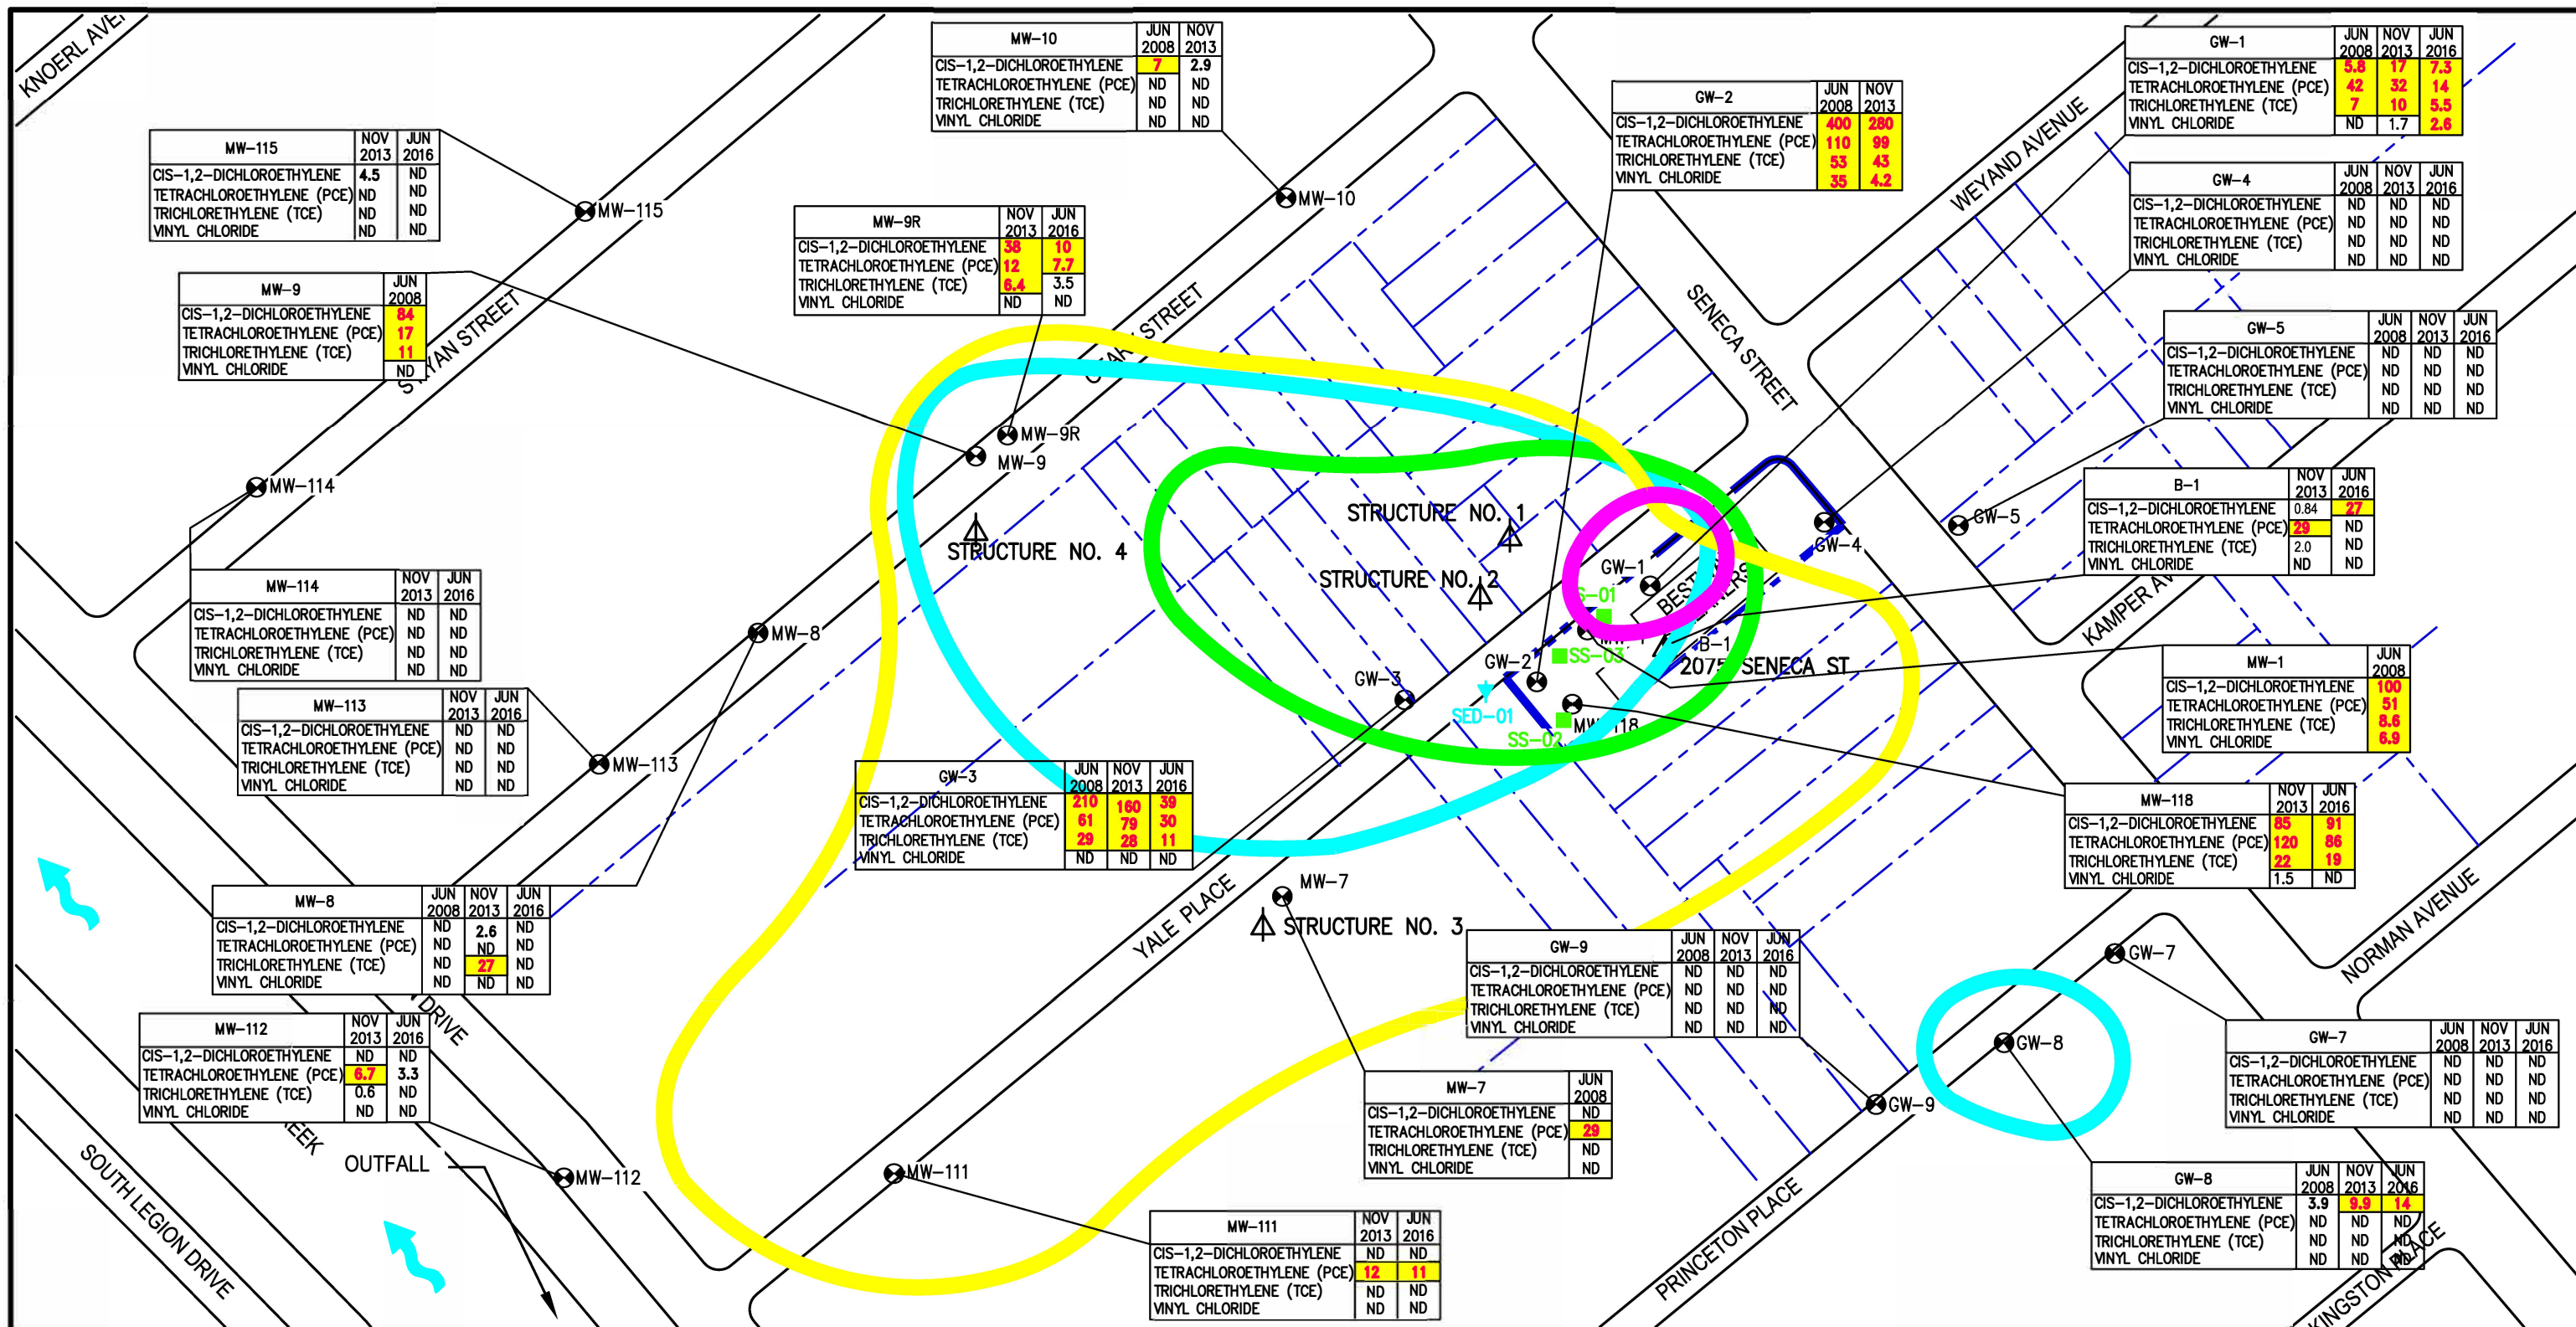 KNOERL AVE
MW-10 JUN 2008 NOV 2013
CIS-1,2-DICHLOROETHYLENE 7 2.9
TETRACHLOROETHYLENE (PCE) ND ND
TRICHLORETHYLENE (TCE) ND ND
VINYL CHLORIDE ND ND
GW-1 JUN 2008 NOV 2013 JUN 2016
CIS-1,2-DICHLOROETHYLENE 5.8 17 7.3
TETRACHLOROETHYLENE (PCE) 42 32 14
TRICHLORETHYLENE (TCE) 7 10 5.5
VINYL CHLORIDE ND 1.7 2.6
GW-2 JUN 2008 NOV 2013
CIS-1,2-DICHLOROETHYLENE 400 280
TETRACHLOROETHYLENE (PCE) 110 99
TRICHLORETHYLENE (TCE) 53 43
VINYL CHLORIDE 35 4.2
WEYAND AVENUE
MW-115 NOV 2013 JUN 2016
CIS-1,2-DICHLOROETHYLENE 4.5 ND
TETRACHLOROETHYLENE (PCE) ND ND
TRICHLORETHYLENE (TCE) ND ND
VINYL CHLORIDE ND ND
MW-115
MW-10
GW-4 JUN 2008 NOV 2013 JUN 2016
CIS-1,2-DICHLOROETHYLENE ND ND ND
TETRACHLOROETHYLENE (PCE) ND ND ND
TRICHLORETHYLENE (TCE) ND ND ND
VINYL CHLORIDE ND ND ND
MW-9R NOV 2013 JUN 2016
CIS-1,2-DICHLOROETHYLENE 38 10
TETRACHLOROETHYLENE (PCE) 12 7.7
TRICHLORETHYLENE (TCE) 6.4 3.5
VINYL CHLORIDE ND ND
MW-9 JUN 2008
CIS-1,2-DICHLOROETHYLENE 84
TETRACHLOROETHYLENE (PCE) 17
TRICHLORETHYLENE (TCE) 11
VINYL CHLORIDE ND
STREET
STREET
SENECA STREET
GW-5 JUN 2008 NOV 2013 JUN 2016
CIS-1,2-DICHLOROETHYLENE ND ND ND
TETRACHLOROETHYLENE (PCE) ND ND ND
TRICHLORETHYLENE (TCE) ND ND ND
VINYL CHLORIDE ND ND ND
MW-9R
MW-9
MW-114
STRUCTURE NO. 4
STRUCTURE NO. 1
STRUCTURE NO. 2
GW-5
GW-4
B-1 NOV 2013 JUN 2016
CIS-1,2-DICHLOROETHYLENE 0.84 27
TETRACHLOROETHYLENE (PCE) 29 ND
TRICHLORETHYLENE (TCE) 2.0 ND
VINYL CHLORIDE ND ND
GW-1
KAMPER AV
MW-114 NOV 2013 JUN 2016
CIS-1,2-DICHLOROETHYLENE ND ND
TETRACHLOROETHYLENE (PCE) ND ND
TRICHLORETHYLENE (TCE) ND ND
VINYL CHLORIDE ND ND
MW-8
B-1
2075 SENECA ST
SS-03
GW-2
GW-3
SED-01
MW-118
SS-02
MW-1 JUN 2008
CIS-1,2-DICHLOROETHYLENE 100
TETRACHLOROETHYLENE (PCE) 51
TRICHLORETHYLENE (TCE) 8.6
VINYL CHLORIDE 6.9
MW-113 NOV 2013 JUN 2016
CIS-1,2-DICHLOROETHYLENE ND ND
TETRACHLOROETHYLENE (PCE) ND ND
TRICHLORETHYLENE (TCE) ND ND
VINYL CHLORIDE ND ND
MW-113
GW-3 JUN 2008 NOV 2013 JUN 2016
CIS-1,2-DICHLOROETHYLENE 210 160 39
TETRACHLOROETHYLENE (PCE) 61 79 30
TRICHLORETHYLENE (TCE) 29 28 11
VINYL CHLORIDE ND ND ND
MW-118 NOV 2013 JUN 2016
CIS-1,2-DICHLOROETHYLENE 85 91
TETRACHLOROETHYLENE (PCE) 120 86
TRICHLORETHYLENE (TCE) 22 19
VINYL CHLORIDE 1.5 ND
MW-7
STRUCTURE NO. 3
YALE PLACE
NORMAN AVENUE
MW-8 JUN 2008 NOV 2013 JUN 2016
CIS-1,2-DICHLOROETHYLENE ND 2.6 ND
TETRACHLOROETHYLENE (PCE) ND ND ND
TRICHLORETHYLENE (TCE) ND 27 ND
VINYL CHLORIDE ND ND ND
GW-9 JUN 2008 NOV 2013 JUN 2016
CIS-1,2-DICHLOROETHYLENE ND ND ND
TETRACHLOROETHYLENE (PCE) ND ND ND
TRICHLORETHYLENE (TCE) ND ND ND
VINYL CHLORIDE ND ND ND
GW-7
GW-8
GW-9
DRIVE
MW-112 NOV 2013 JUN 2016
CIS-1,2-DICHLOROETHYLENE ND ND
TETRACHLOROETHYLENE (PCE) 6.7 3.3
TRICHLORETHYLENE (TCE) 0.6 ND
VINYL CHLORIDE ND ND
GW-7 JUN 2008 NOV 2013 JUN 2016
CIS-1,2-DICHLOROETHYLENE ND ND ND
TETRACHLOROETHYLENE (PCE) ND ND ND
TRICHLORETHYLENE (TCE) ND ND ND
VINYL CHLORIDE ND ND ND
MW-7 JUN 2008
CIS-1,2-DICHLOROETHYLENE ND
TETRACHLOROETHYLENE (PCE) 29
TRICHLORETHYLENE (TCE) ND
VINYL CHLORIDE ND
EEK
OUTFALL
MW-112
MW-111
SOUTH LEGION DRIVE
GW-8 JUN 2008 NOV 2013 JUN 2016
CIS-1,2-DICHLOROETHYLENE 3.9 9.9 14
TETRACHLOROETHYLENE (PCE) ND ND ND
TRICHLORETHYLENE (TCE) ND ND ND
VINYL CHLORIDE ND ND ND
MW-111 NOV 2013 JUN 2016
CIS-1,2-DICHLOROETHYLENE ND ND
TETRACHLOROETHYLENE (PCE) 12 11
TRICHLORETHYLENE (TCE) ND ND
VINYL CHLORIDE ND ND
PRINCETON PLACE
KINGSTON PLACE